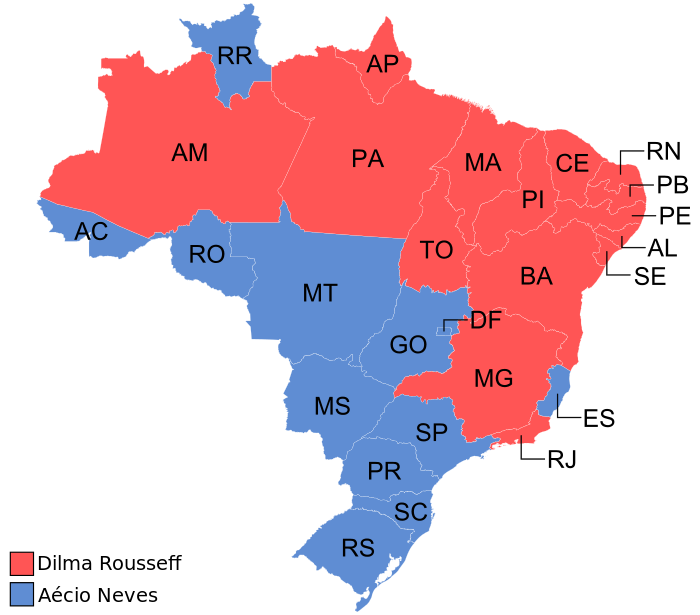 RR
AP
AM
PA
MA
CE
RN
PI
PB
PE
AC
RO
TO
AL
BA
SE
MT
DF
GO
MG
MS
SP
ES
PR
RJ
SC
RS
Dilma Rousseff
Aécio Neves